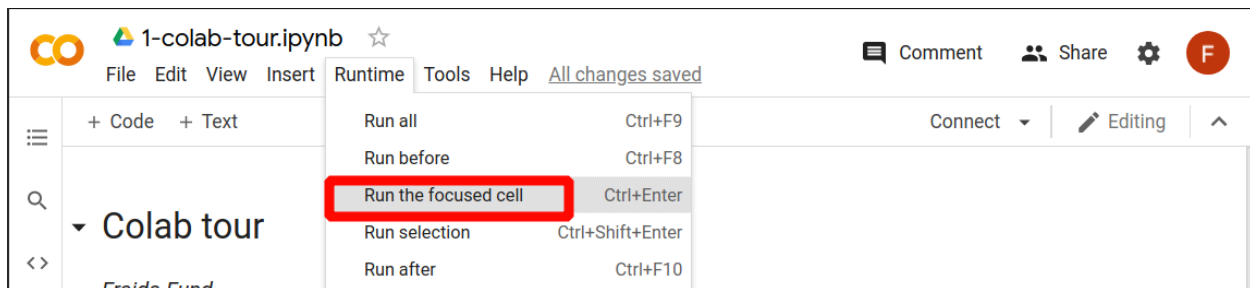 1-colab-tour.ipynb
File Edit View Insert Runtime Tools Help All changes saved
Comment Share F
+ Code + Text
Connect Editing
Run all Ctrl+F9
Run before Ctrl+F8
Run the focused cell Ctrl+Enter
Run selection Ctrl+Shift+Enter
Run after Ctrl+F10
Colab tour
Fraida Fund